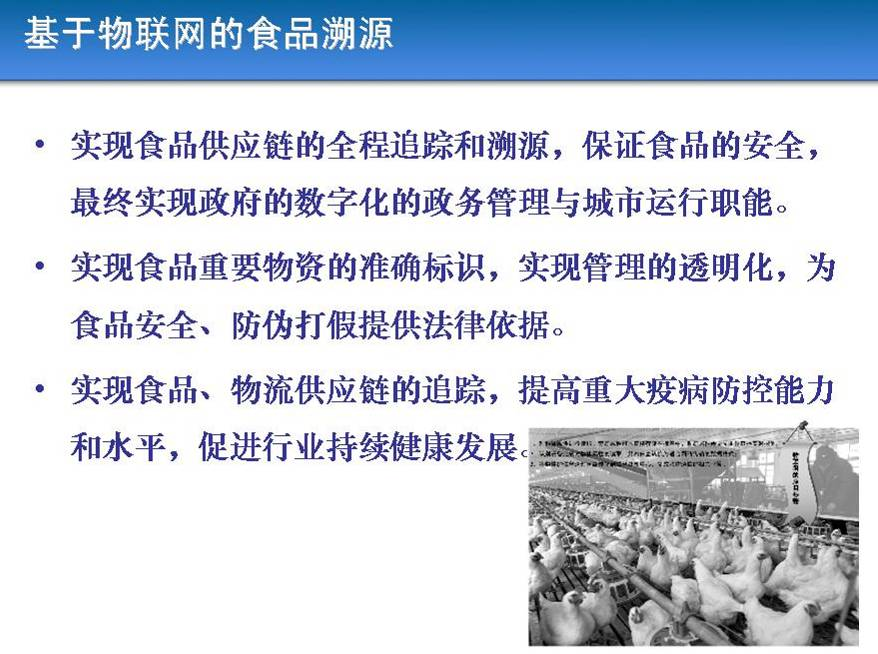 基于物联网的食品溯源
• 实现食品供应链的全程追踪和溯源，保证食品的安全，
最终实现政府的数字化的政务管理与城市运行职能。
• 实现食品重要物资的准确标识，实现管理的透明化，为
食品安全、防伪打假提供法律依据。
• 实现食品、物流供应链的追踪，提高重大疫病防控能力
和水平，促进行业持续健康发展。